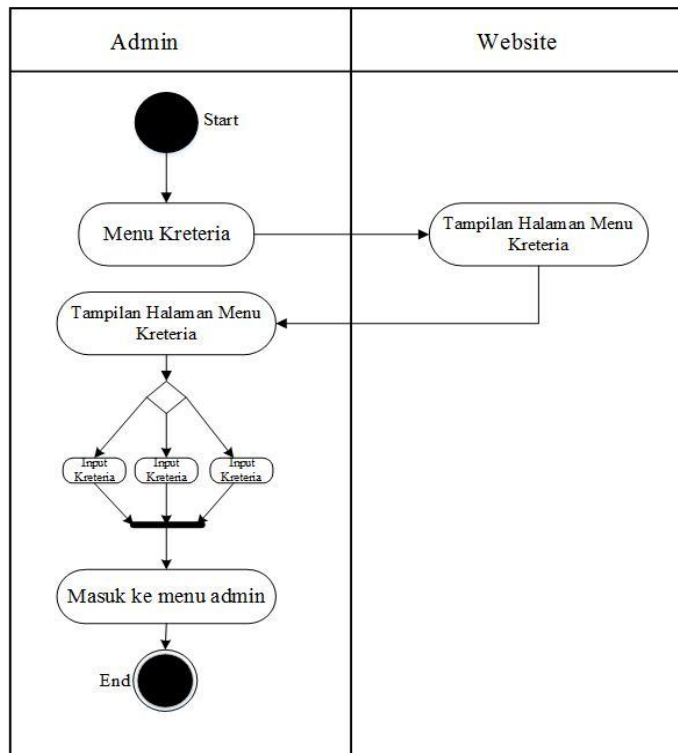 Admin
Website
Start
Menu Kreteria
Tampilan Halaman Menu
Kreteria
Tampilan Halaman Menu
Kreteria
Input
Kreteria
Input
Kreteria
Input
Kreteria
Masuk ke menu admin
End